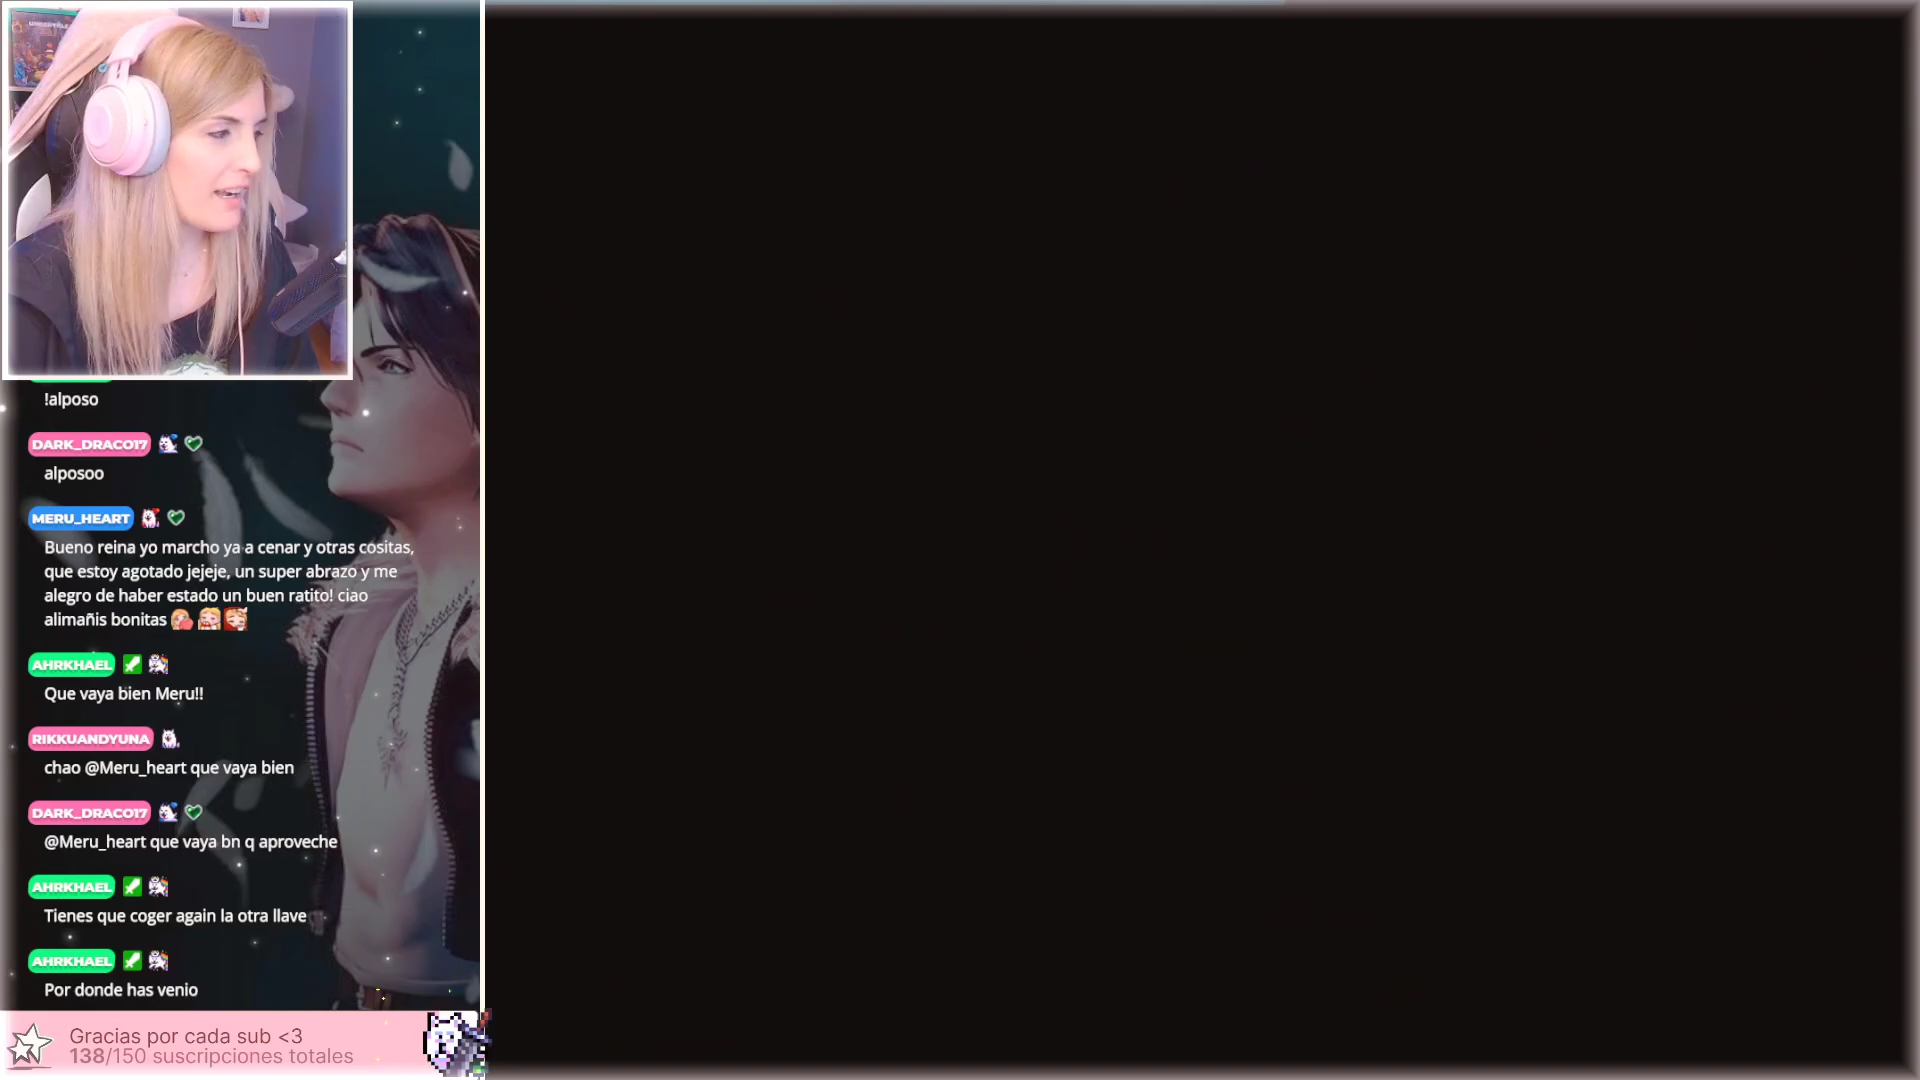 !alposo
DARK_DRACO17
alposoo
MERU_HEART
Bueno reina yo marcho ya a cenar y otras cositas,
que estoy agotado jejeje, un super abrazo y me
alegro de haber estado un buen ratito! ciao
alimañis bonitas
AHRKHAEL
Que vaya bien Meru!!
RIKKUANDYUNA
chao @Meru_heart que vaya bien
DARK_DRACO17
@Meru_heart que vaya bn q aproveche
AHRKHAEL
Tienes que coger again la otra llave
AHRKHAEL
Por donde has venio
Gracias por cada sub <3
138/150 suscripciones totales